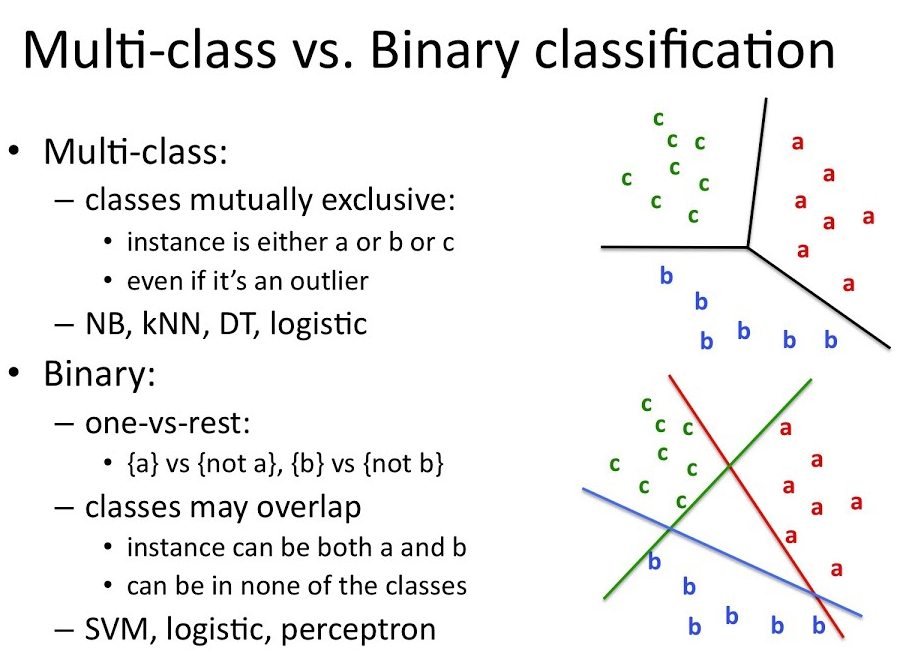 Multi-class vs. Binary classification
• Multi-class:
– classes mutually exclusive:
• instance is either a or b or c
• even if it's an outlier
– NB, kNN, DT, logistic
• Binary:
– one-vs-rest:
• {a} vs {not a}, {b} vs {not b}
– classes may overlap
• instance can be both a and b
• can be in none of the classes
– SVM, logistic, perceptron
c
c c a
c
c c a
c a
c a a
a
b a
b
b b b b
c
c c a
c a
c c
c a
c a a
a
b a
b
b b b b